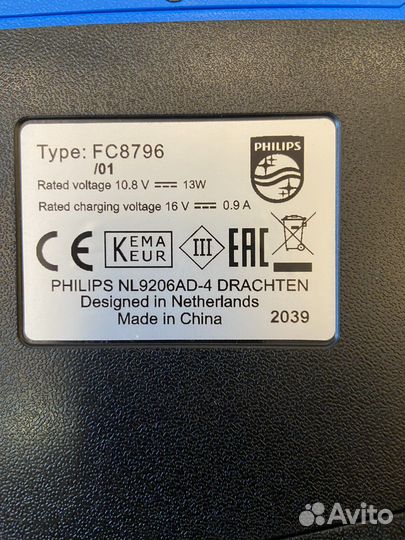 Type: FC8796
/01
PHILIPS
Rated voltage 10.8 V ⎓ 13W
Rated charging voltage 16 V ⎓ 0.9 A
CE KEMA KEUR III EAC
PHILIPS NL9206AD-4 DRACHTEN
Designed in Netherlands
Made in China 2039
Avito